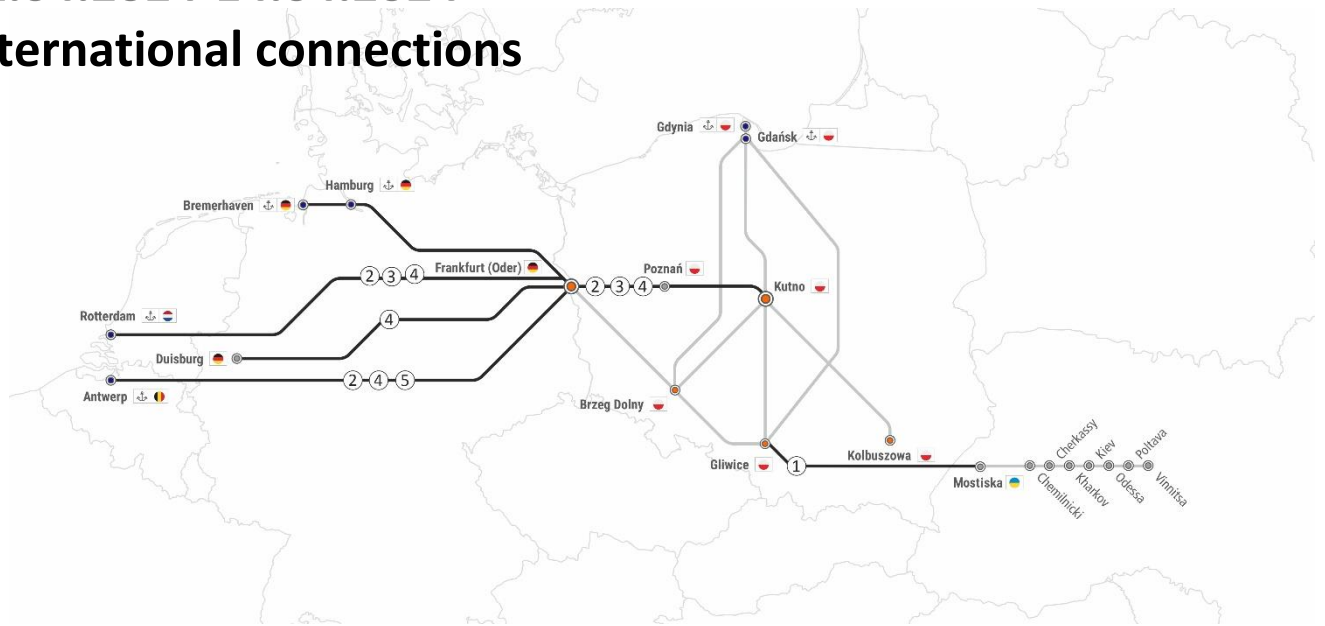 ternational connections
Gdynia
Gdańsk
Hamburg
Bremerhaven
Frankfurt (Oder)
2 3 4
Poznań
2 3 4
Kutno
Rotterdam
4
Duisburg
2 4 5
Antwerp
Brzeg Dolny
Gliwice
1
Kolbuszowa
Mostiska
Chemilnicki
Cherkassy
Kharkov
Kiev
Odessa
Poltava
Vinnitsa